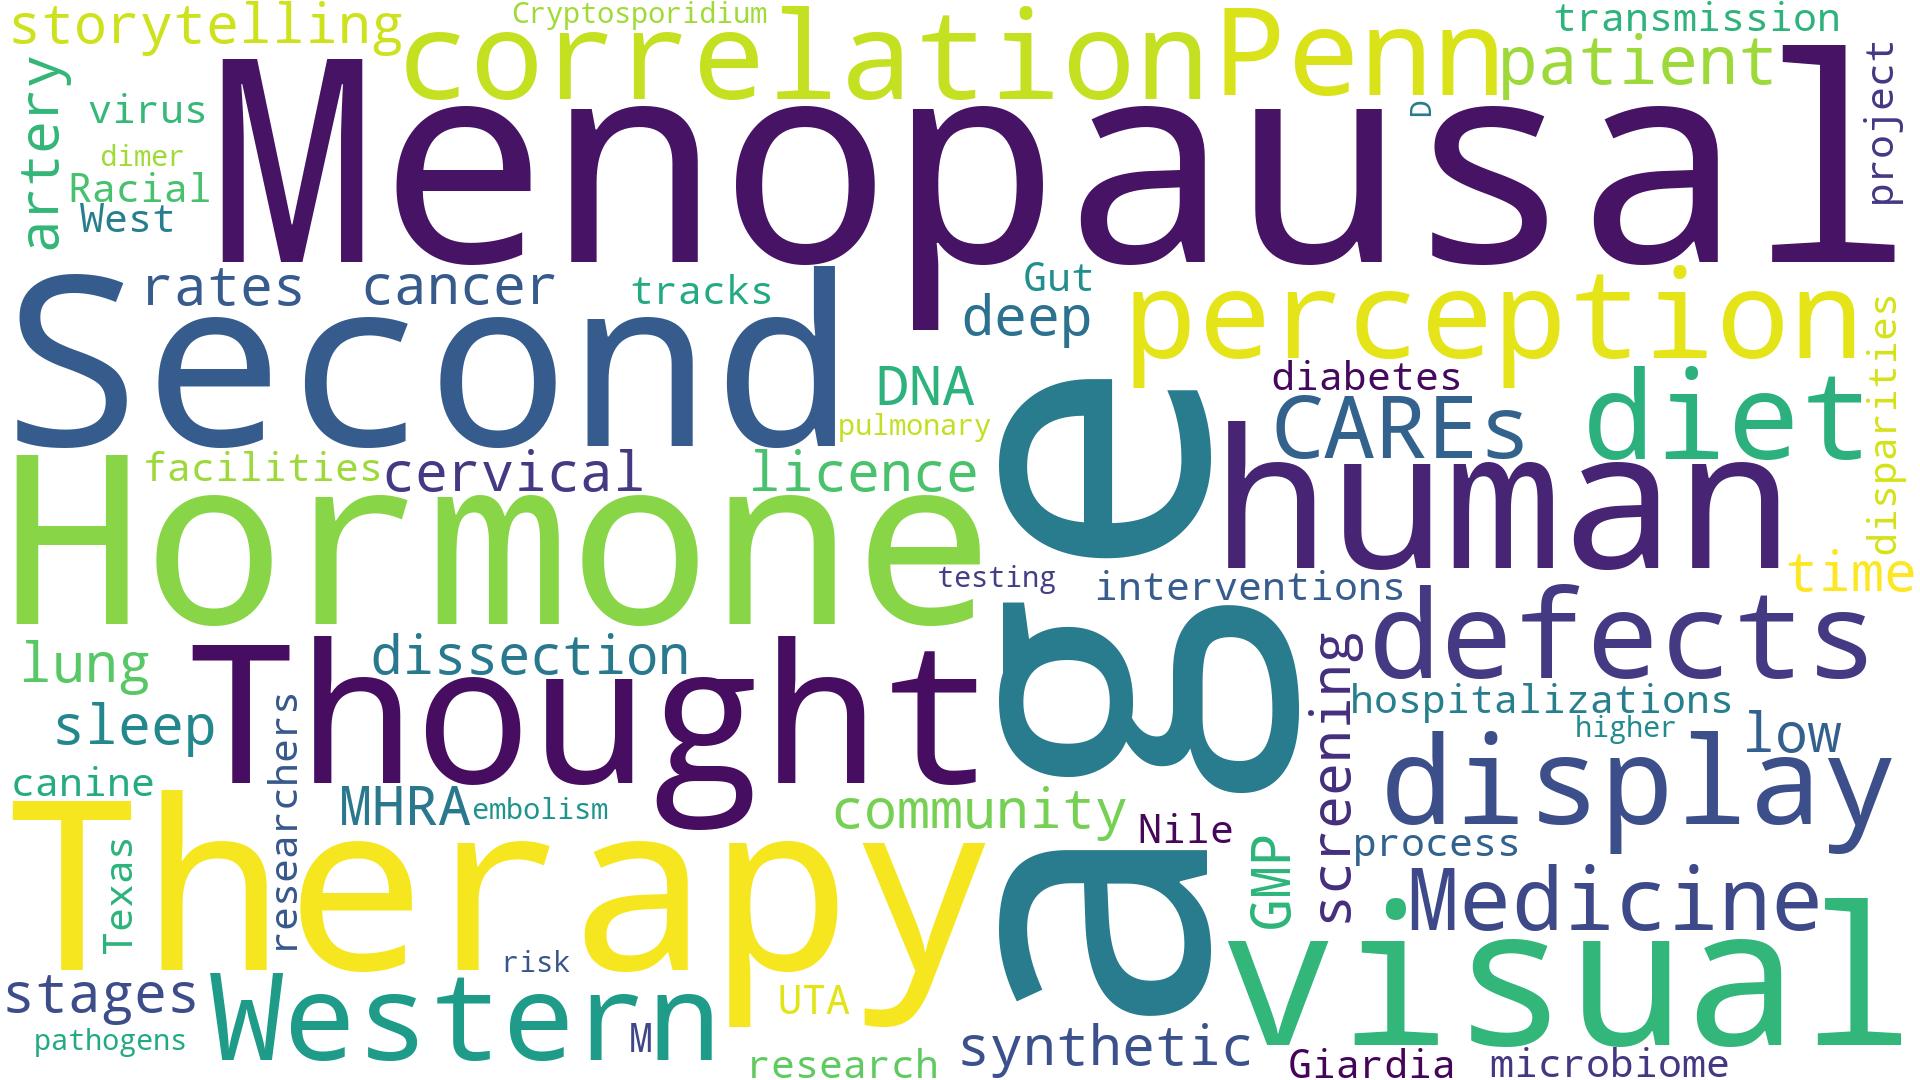 storytelling
Cryptosporidium
correlation
Penn
transmission
patient
project
artery
virus
dimer
Racial
West
Menopausal
D
Second
rates
cancer
tracks
Gut
deep
perception
disparities
DNA
pulmonary
diabetes
CAREs
diet
Hormone
facilities
cervical
licence
age
human
time
testing
interventions
defects
lung
Thought
dissection
sleep
researchers
screening
hospitalizations
higher
low
display
canine
MHRA
embolism
community
Nile
process
Therapy
Texas
GMP
Medicine
visual
risk
stages
Western
M
UTA
pathogens
research
synthetic
Giardia
microbiome